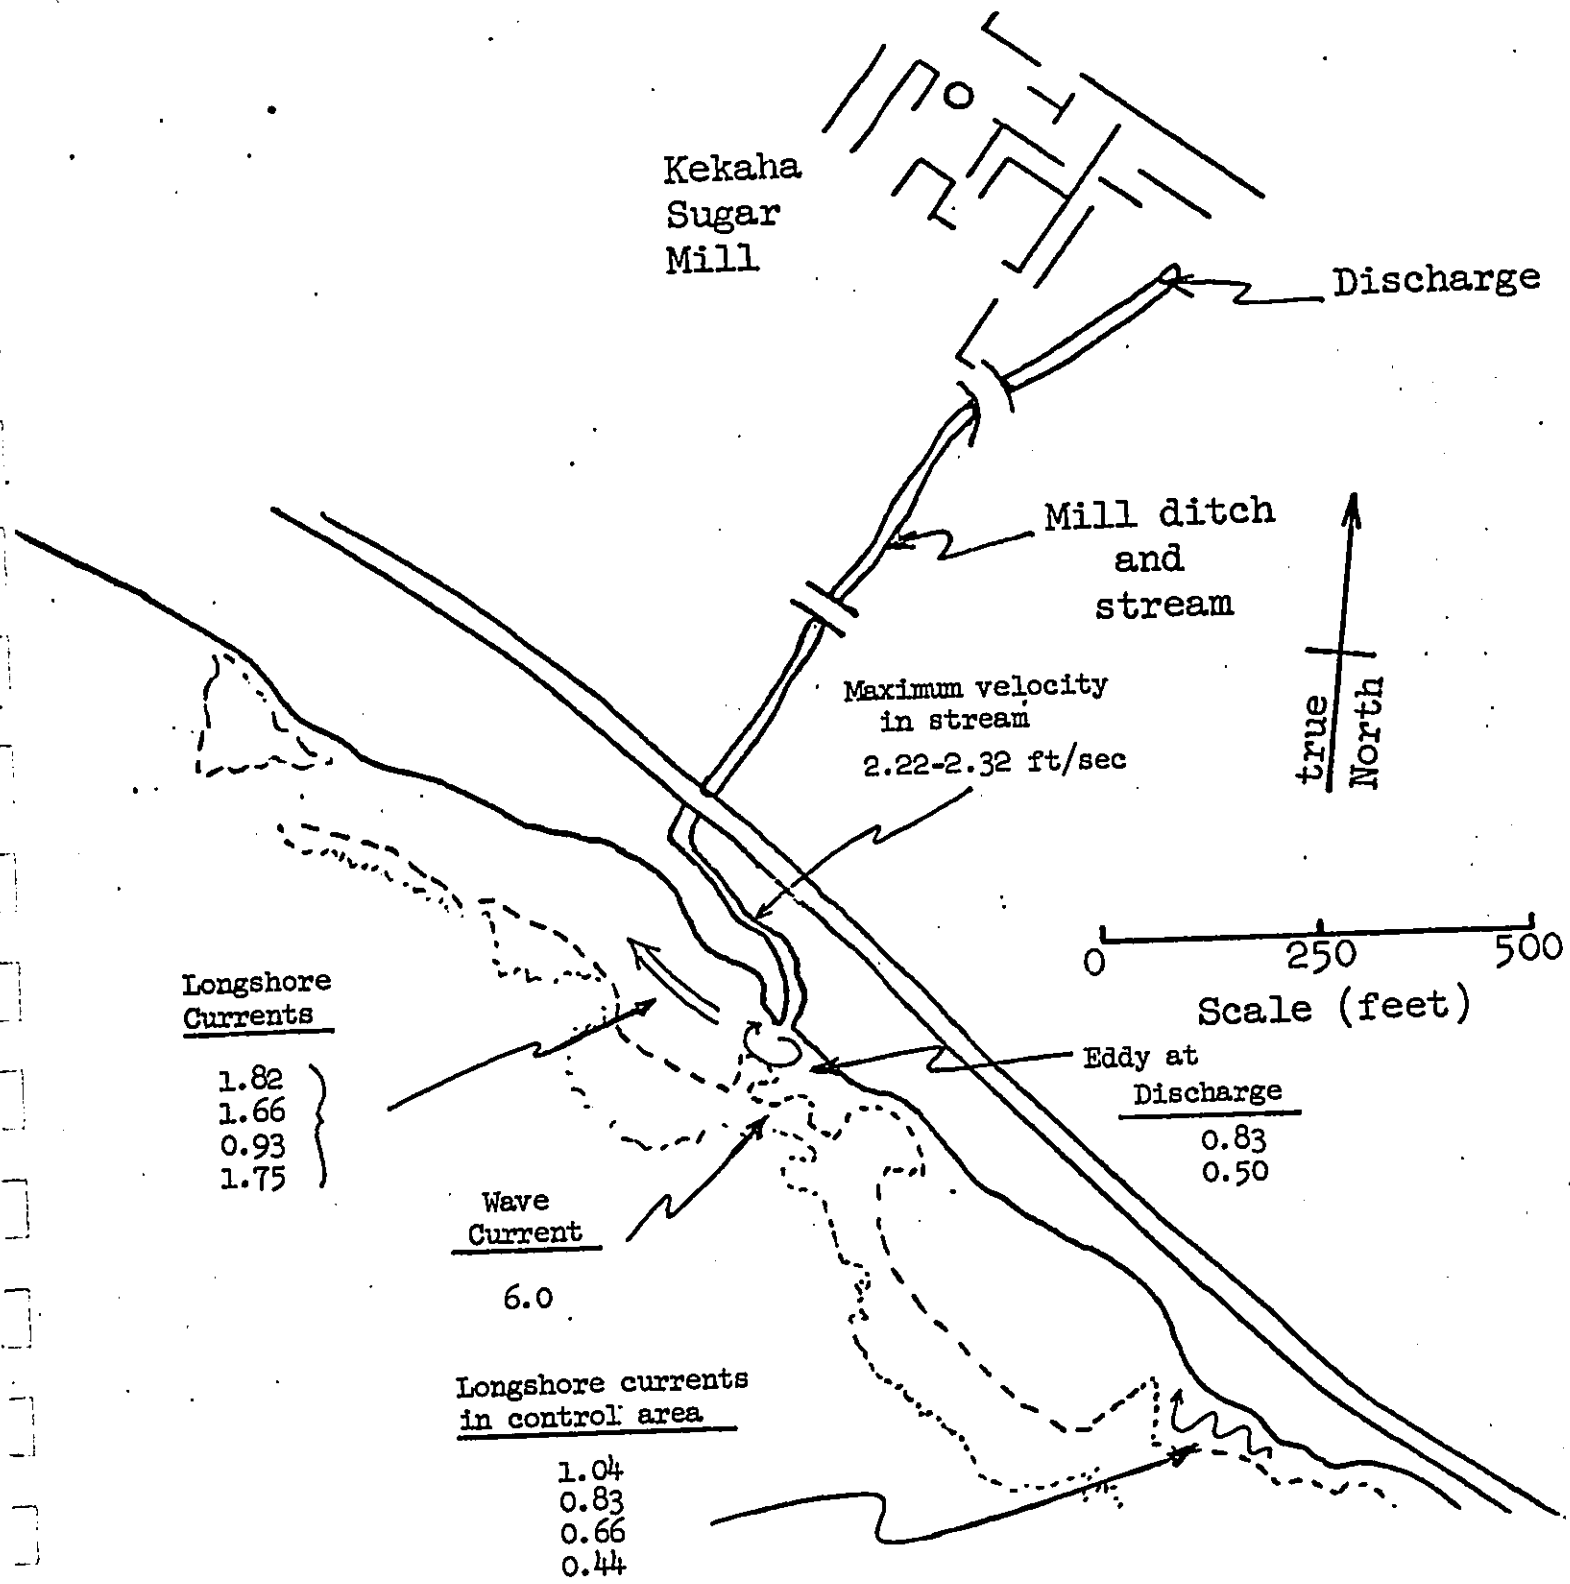 Kekaha
Sugar
Mill
Discharge
Mill ditch
and
stream
Maximum velocity
in stream
2.22-2.32 ft/sec
true
North
0 250 500
Scale (feet)
Longshore
Currents
1.82
1.66
0.93
1.75
Eddy at
Discharge
0.83
0.50
Wave
Current
6.0
Longshore currents
in control area
1.04
0.83
0.66
0.44